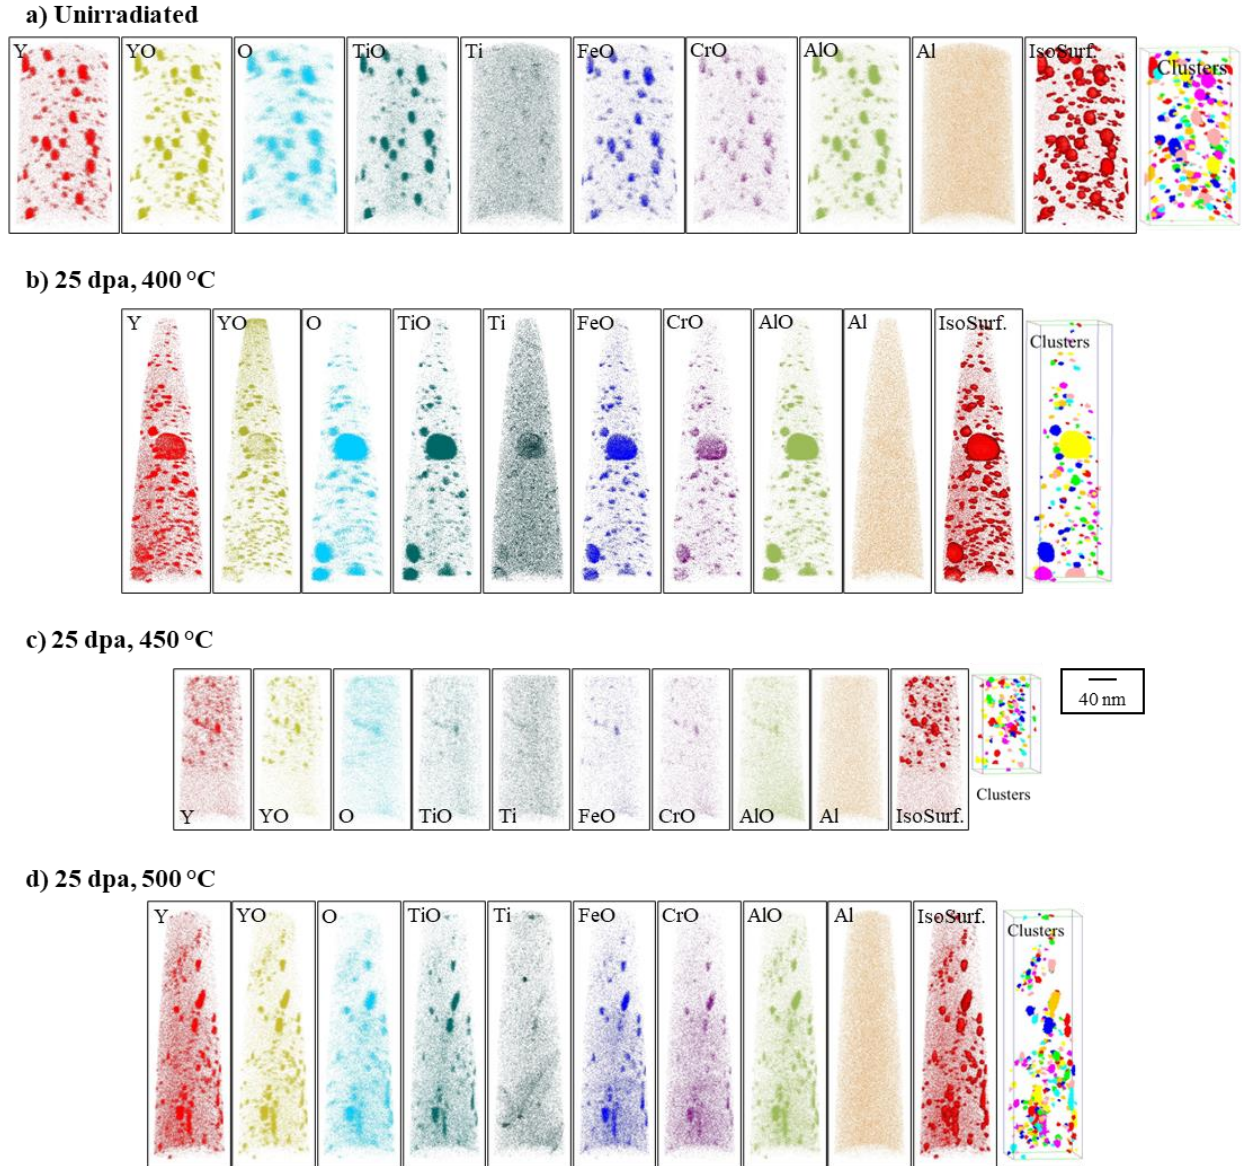 a) Unirradiated
Y YO O TiO Ti FeO CrO AlO Al IsoSurf. Clusters
b) 25 dpa, 400 °C
Y YO O TiO Ti FeO CrO AlO Al IsoSurf. Clusters
c) 25 dpa, 450 °C
40 nm
Y YO O TiO Ti FeO CrO AlO Al IsoSurf. Clusters
d) 25 dpa, 500 °C
Y YO O TiO Ti FeO CrO AlO Al IsoSurf. Clusters